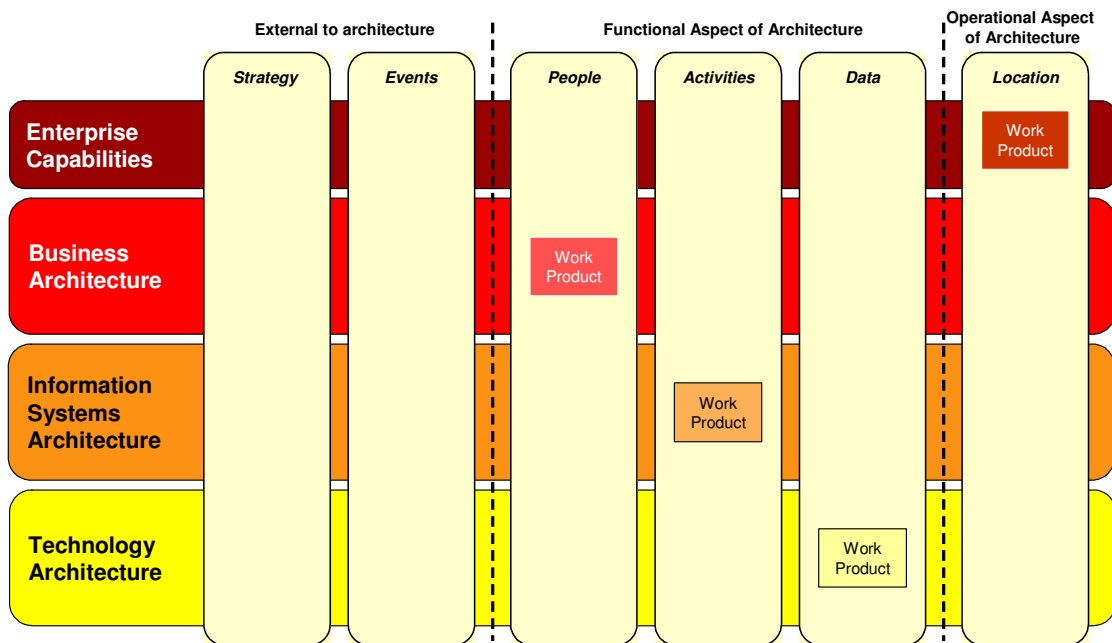 External to architecture
Functional Aspect of Architecture
Operational Aspect
of Architecture
Strategy
Events
People
Activities
Data
Location
Enterprise
Capabilities
Work
Product
Business
Architecture
Work
Product
Information
Systems
Architecture
Work
Product
Technology
Architecture
Work
Product